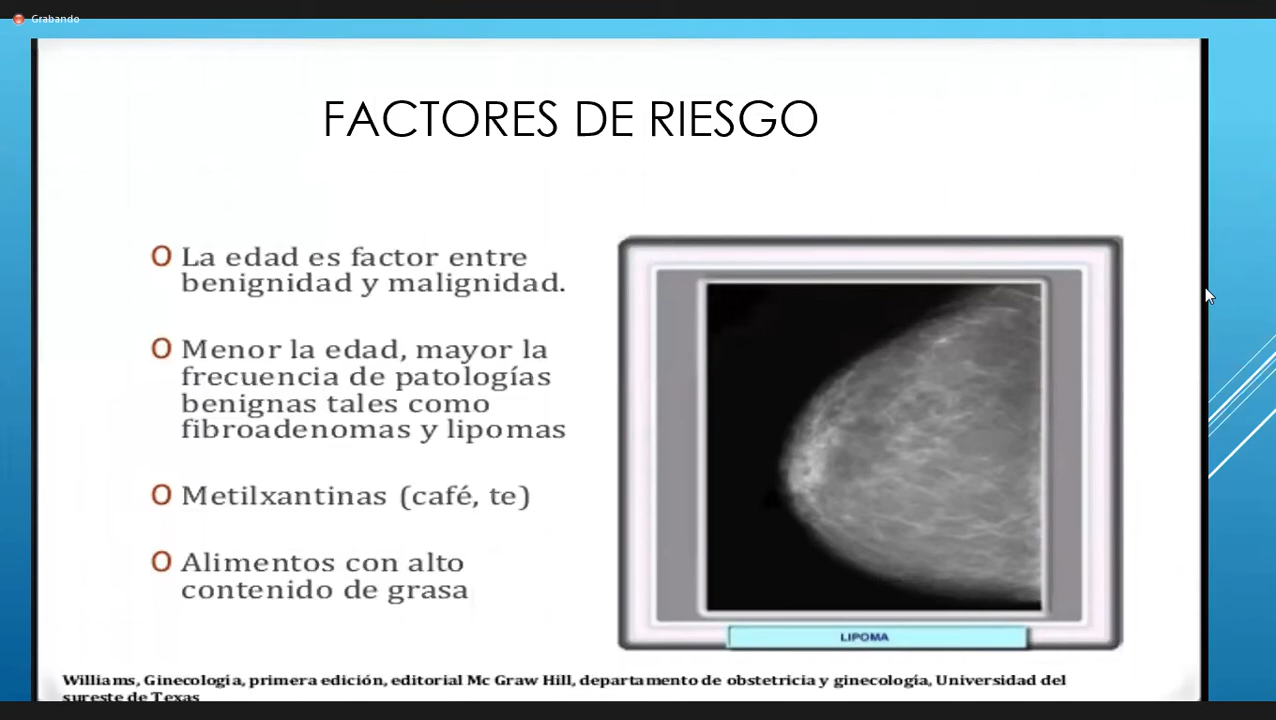 Grabando
FACTORES DE RIESGO
O La edad es factor entre
benignidad y malignidad.
O Menor la edad, mayor la
frecuencia de patologías
benignas tales como
fibroadenomas y lipomas
O Metilxantinas (café, te)
O Alimentos con alto
contenido de grasa
LIPOMA
Williams, Ginecología, primera edición, editorial Mc Graw Hill, departamento de obstetricia y ginecología, Universidad del
sureste de Texas